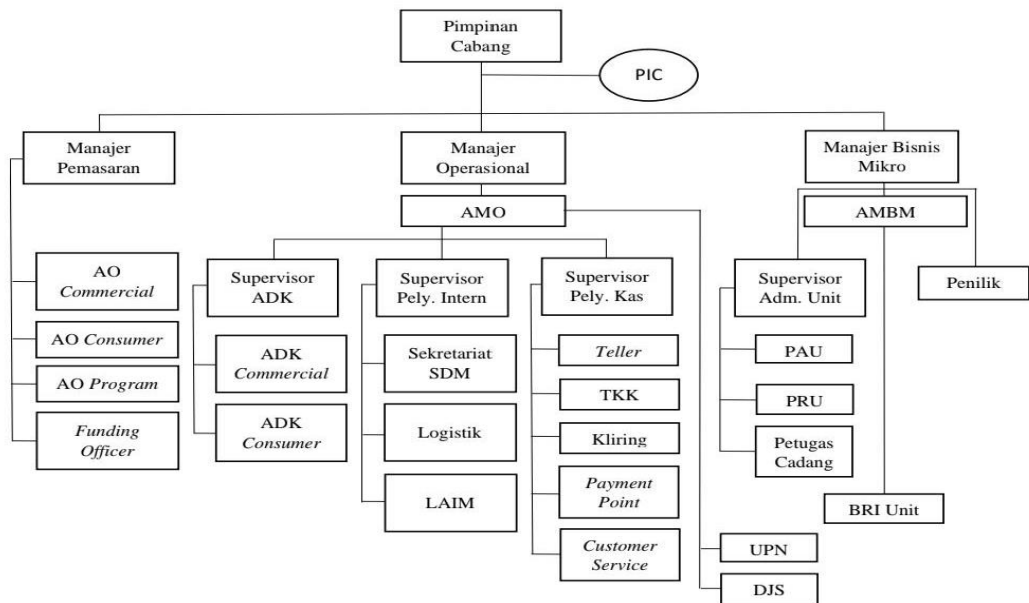 Pimpinan
Cabang
PIC
Manajer
Pemasaran
Manajer
Operasional
Manajer Bisnis
Mikro
AMO
AMBM
AO
Commercial
AO Consumer
AO Program
Funding
Officer
Supervisor
ADK
ADK
Commercial
ADK
Consumer
Supervisor
Pely. Intern
Sekretariat
SDM
Logistik
LAIM
Supervisor
Pely. Kas
Teller
TKK
Kliring
Payment
Point
Customer
Service
UPN
DJS
Supervisor
Adm. Unit
PAU
PRU
Petugas
Cadang
BRI Unit
Penilik